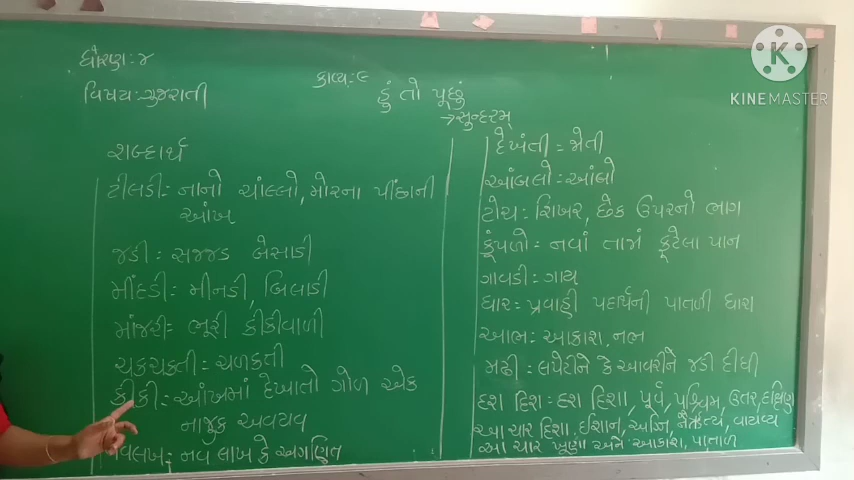 ધોરણ: ૪
વિષય: ગુજરાતી
કાવ્ય: ૯
હું તો પૂછું
→સુન્દરમ્
શબ્દાર્થ
ટીલડી:- નાનો ચાંલ્લો, મોરના પીંછાની
આંખ
જડી: સજ્જડ બેસાડી
મીંદડી:- મીનડી, બિલાડી
માંજરી:- ભૂરી કીકીવાળી
ચકચકતી:- ચળકતી
કીકી:- આંખમાં દેખાતો ગોળ એક
નાજુક અવયવ
નવલખ:- નવ લાખ કે અગણિત
દેખંતી = જોતી
આંબલો: આંબો
ટોચ: શિખર, છેક ઉપરનો ભાગ
કૂંપળો = નવાં તાજાં ફૂટેલા પાન
ગાવડી: ગાય
ધાર: પ્રવાહી પદાર્થની પાતળી ધારા
આભ: આકાશ, નભ
મઢી: લપેટીને કે આવરીને જડી દીધી
દશ દિશ: દશ દિશા, પૂર્વ, પશ્ચિમ, ઉતર, દક્ષિણ
આ ચાર દિશા, ઈશાન, અગ્નિ, નૈઋત્ય, વાયવ્ય
આ ચાર ખૂણા અને આકાશ, પાતાળ
KINEMASTER